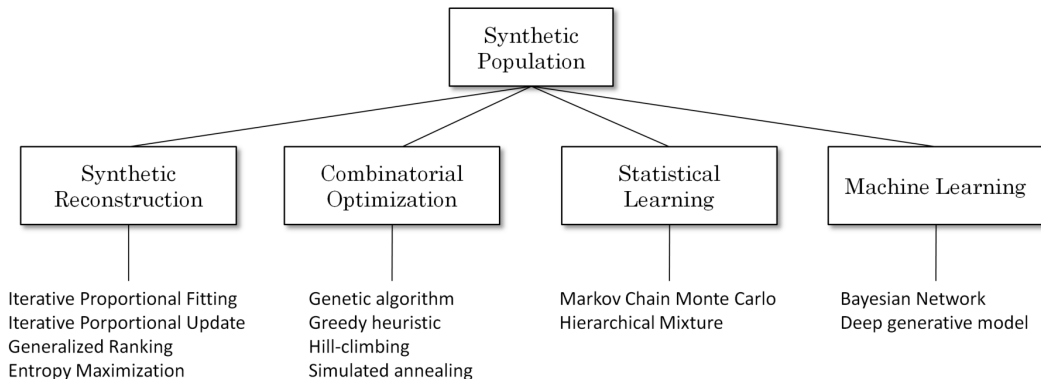 Synthetic
Population
Synthetic
Reconstruction
Combinatorial
Optimization
Statistical
Learning
Machine Learning
Iterative Proportional Fitting
Iterative Porportional Update
Generalized Ranking
Entropy Maximization
Genetic algorithm
Greedy heuristic
Hill-climbing
Simulated annealing
Markov Chain Monte Carlo
Hierarchical Mixture
Bayesian Network
Deep generative model